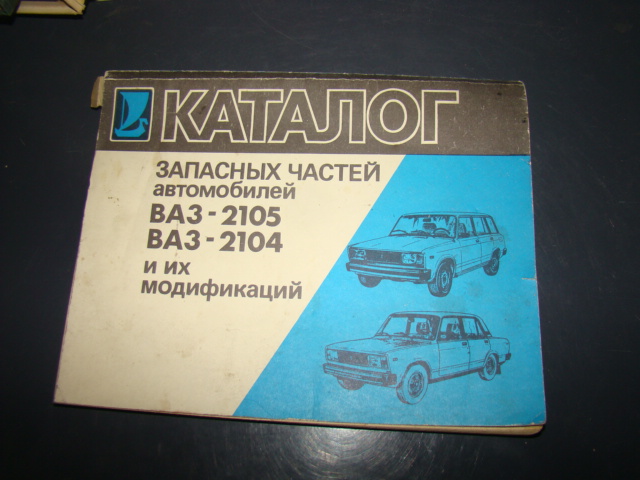 КАТАЛОГ
ЗАПАСНЫХ ЧАСТЕЙ
автомобилей
ВАЗ-2105
ВАЗ-2104
и их
модификаций